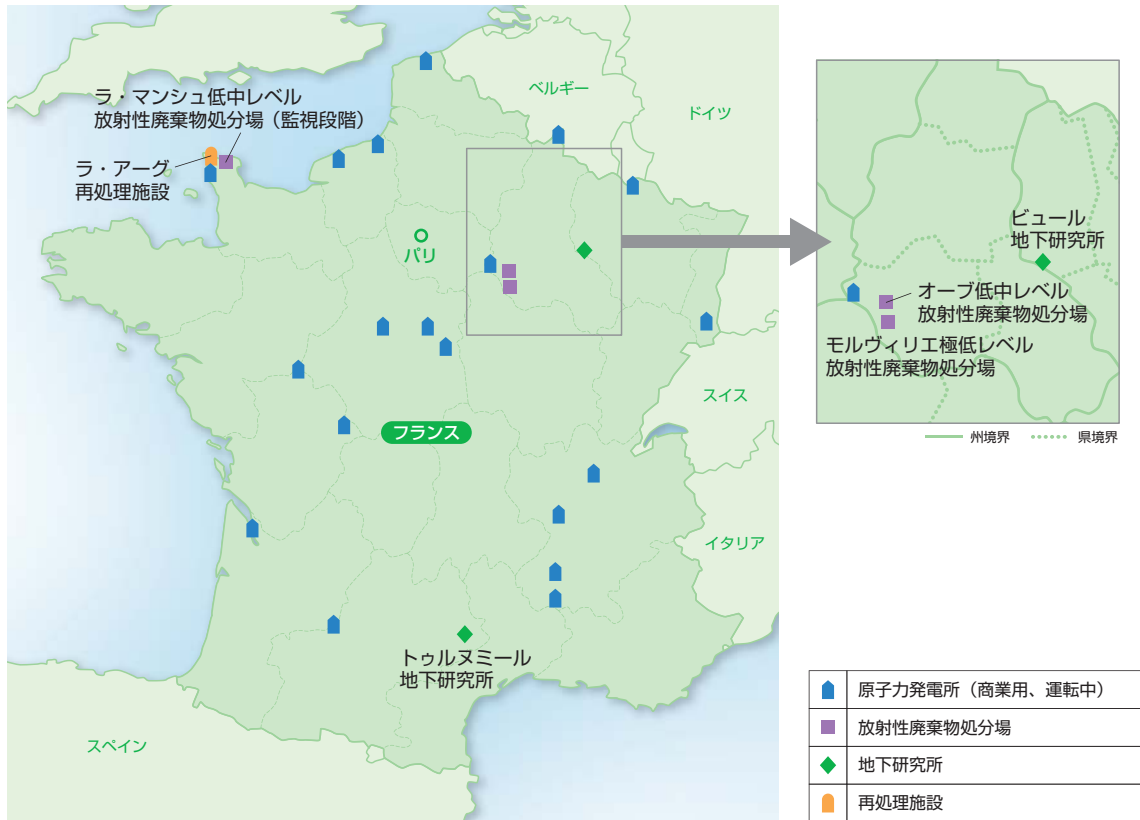 ラ・マンシュ低中レベル
放射性廃棄物処分場（監視段階）
ラ・アーグ
再処理施設
ベルギー
ドイツ
パリ
スイス
フランス
イタリア
トゥルヌミール
地下研究所
スペイン
ビュール
地下研究所
オーブ低中レベル
放射性廃棄物処分場
モルヴィリエ極低レベル
放射性廃棄物処分場
州境界 県境界
原子力発電所（商業用、運転中）
放射性廃棄物処分場
地下研究所
再処理施設